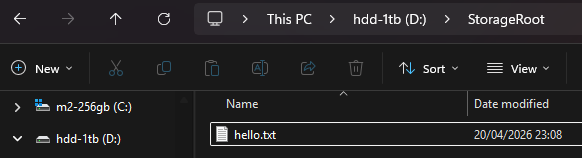 This PC > hdd-1tb (D:) > StorageRoot
New Sort View
m2-256gb (C:)
hdd-1tb (D:)
Name Date modified
hello.txt 20/04/2026 23:08